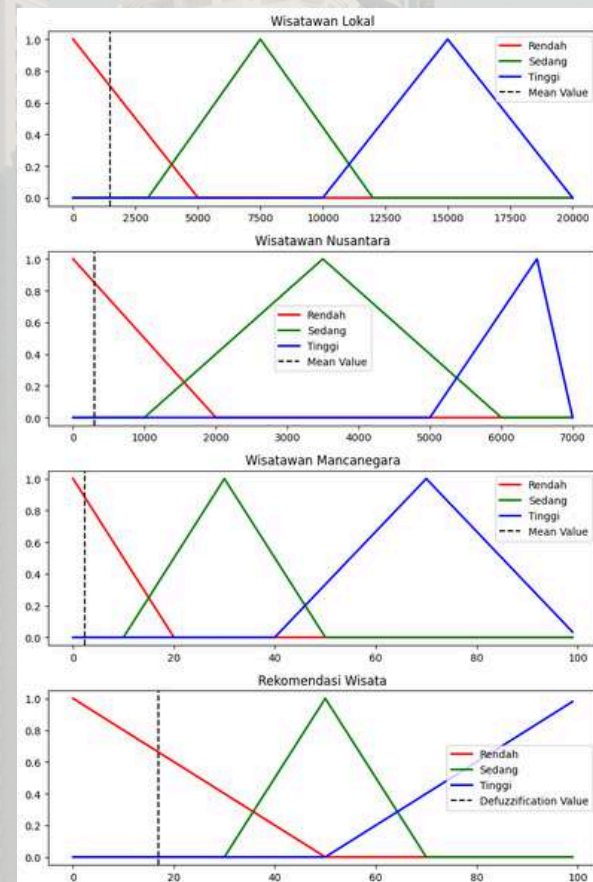 Wisatawan Lokal
1.0
0.8
0.6
0.4
0.2
0.0
Rendah
Sedang
Tinggi
Mean Value
0 2500 5000 7500 10000 12500 15000 17500 20000
Wisatawan Nusantara
1.0
0.8
0.6
0.4
0.2
0.0
Rendah
Sedang
Tinggi
Mean Value
0 1000 2000 3000 4000 5000 6000 7000
Wisatawan Mancanegara
1.0
0.8
0.6
0.4
0.2
0.0
Rendah
Sedang
Tinggi
Mean Value
0 20 40 60 80 100
Rekomendasi Wisata
1.0
0.8
0.6
0.4
0.2
0.0
Rendah
Sedang
Tinggi
Defuzzification Value
0 20 40 60 80 100